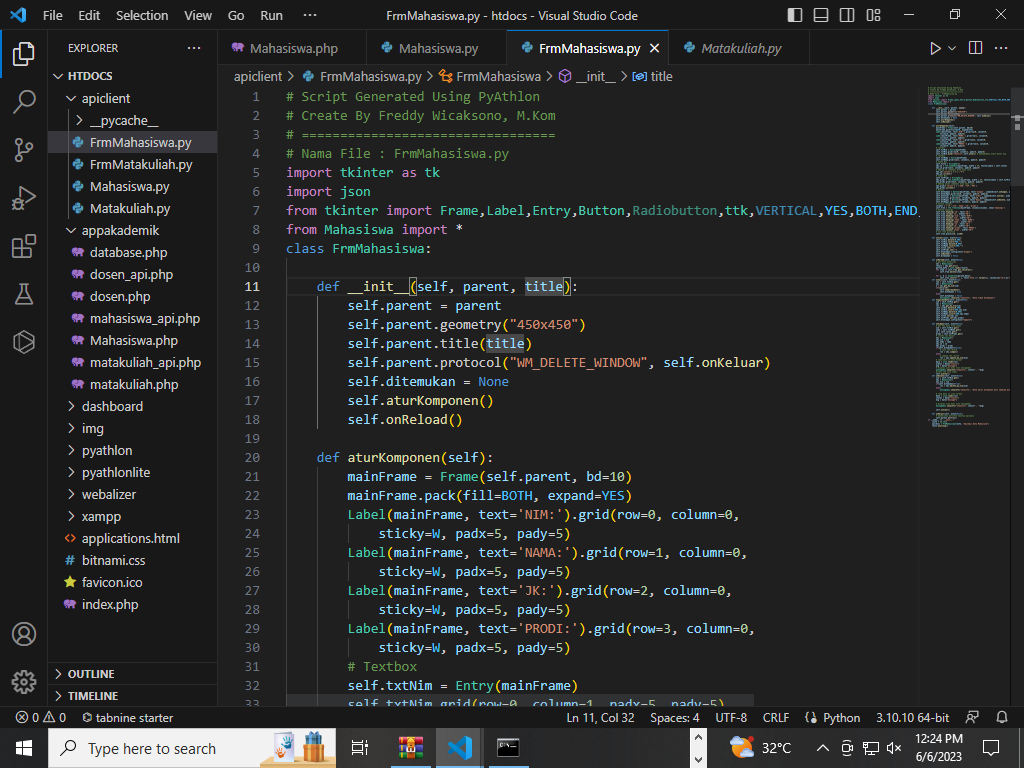 File Edit Selection View Go Run ··· FrmMahasiswa.py - htdocs - Visual Studio Code
EXPLORER ···
HTDOCS
apiclient
__pycache__
FrmMahasiswa.py
FrmMatakuliah.py
Mahasiswa.py
Matakuliah.py
appakademik
database.php
dosen_api.php
dosen.php
mahasiswa_api.php
Mahasiswa.php
matakuliah_api.php
matakuliah.php
dashboard
img
pyathlon
pyathlonlite
webalizer
xampp
applications.html
bitnami.css
favicon.ico
index.php
OUTLINE
TIMELINE
Mahasiswa.php Mahasiswa.py FrmMahasiswa.py Matakuliah.py
apiclient > FrmMahasiswa.py > FrmMahasiswa > __init__ > title
1 # Script Generated Using PyAthlon
2 # Create By Freddy Wicaksono, M.Kom
3 # =================================
4 # Nama File : FrmMahasiswa.py
5 import tkinter as tk
6 import json
7 from tkinter import Frame,Label,Entry,Button,Radiobutton,ttk,VERTICAL,YES,BOTH,END,
8 from Mahasiswa import *
9 class FrmMahasiswa:
10
11 def __init__(self, parent, title):
12 self.parent = parent
13 self.parent.geometry("450x450")
14 self.parent.title(title)
15 self.parent.protocol("WM_DELETE_WINDOW", self.onKeluar)
16 self.ditemukan = None
17 self.aturKomponen()
18 self.onReload()
19
20 def aturKomponen(self):
21 mainFrame = Frame(self.parent, bd=10)
22 mainFrame.pack(fill=BOTH, expand=YES)
23 Label(mainFrame, text='NIM:').grid(row=0, column=0,
24 sticky=W, padx=5, pady=5)
25 Label(mainFrame, text='NAMA:').grid(row=1, column=0,
26 sticky=W, padx=5, pady=5)
27 Label(mainFrame, text='JK:').grid(row=2, column=0,
28 sticky=W, padx=5, pady=5)
29 Label(mainFrame, text='PRODI:').grid(row=3, column=0,
30 sticky=W, padx=5, pady=5)
31 # Textbox
32 self.txtNim = Entry(mainFrame)
33 self.txtNim.grid(row=0, column=1, padx=5, pady=5)
0 0 tabnine starter Ln 11, Col 32 Spaces: 4 UTF-8 CRLF Python 3.10.10 64-bit
Type here to search 32°C 12:24 PM
6/6/2023